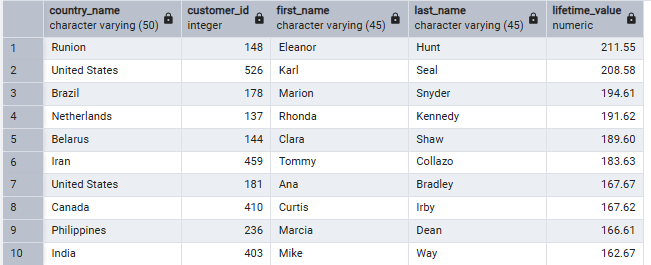 country_name customer_id first_name last_name lifetime_value
character varying (50) integer character varying (45) character varying (45) numeric
1 Runion 148 Eleanor Hunt 211.55
2 United States 526 Karl Seal 208.58
3 Brazil 178 Marion Snyder 194.61
4 Netherlands 137 Rhonda Kennedy 191.62
5 Belarus 144 Clara Shaw 189.60
6 Iran 459 Tommy Collazo 183.63
7 United States 181 Ana Bradley 167.67
8 Canada 410 Curtis Irby 167.62
9 Philippines 236 Marcia Dean 166.61
10 India 403 Mike Way 162.67